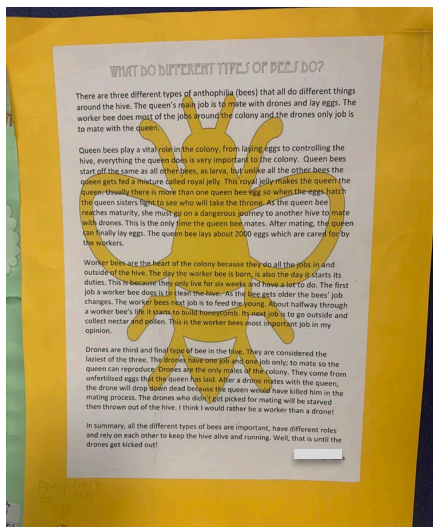 WHAT DO DIFFERENT TYPES OF BEES DO?
There are three different types of anthophilia (bees) that all do different things
around the hive. The queen's main job is to mate with drones and lay eggs. The
worker bee does most of the jobs around the colony and the drones only job is
to mate with the queen.
Queen bees play a vital role in the colony, from laying eggs to controlling the
hive, everything the queen does is very important to the colony. Queen bees
start off the same as all other bees, as larva, but unlike all the other bees the
queen gets fed a mixture called royal jelly. This royal jelly makes the queen the
queen. Usually there is more than one queen bee egg so when the eggs hatch
the queen sisters fight to see who will take the throne. As the queen bee
reaches maturity, she must go on a dangerous journey to another hive to mate
with drones. This is the only time the queen bee mates. After mating, the queen
can finally lay eggs. The queen bee lays about 2000 eggs which are cared for by
the workers.
Worker bees are the heart of the colony because they do all the jobs in and
outside of the hive. The day the worker bee is born, is also the day it starts its
duties. This is because they only live for six weeks and have a lot to do. The first
job a worker bee does is to clean the hive. As the bee gets older the bees' job
changes. The worker bees next job is to feed the young. About halfway through
a worker bee's life it starts to build honeycomb. Its next job is to go outside and
collect nectar and pollen. This is the worker bees most important job in my
opinion.
Drones are third and final type of bee in the hive. They are considered the
laziest of the three. The drones have one job and one job only; to mate so the
queen can reproduce. Drones are the only males of the colony. They come from
unfertilised eggs that the queen has laid. After a drone mates with the queen,
the drone will drop down dead because the queen would have killed him in the
mating process. The drones who didn't get picked for mating will be starved
then thrown out of the hive. I think I would rather be a worker than a drone!
In summary, all the different types of bees are important, have different roles
and rely on each other to keep the hive alive and running. Well, that is until the
drones get kicked out!
Press here